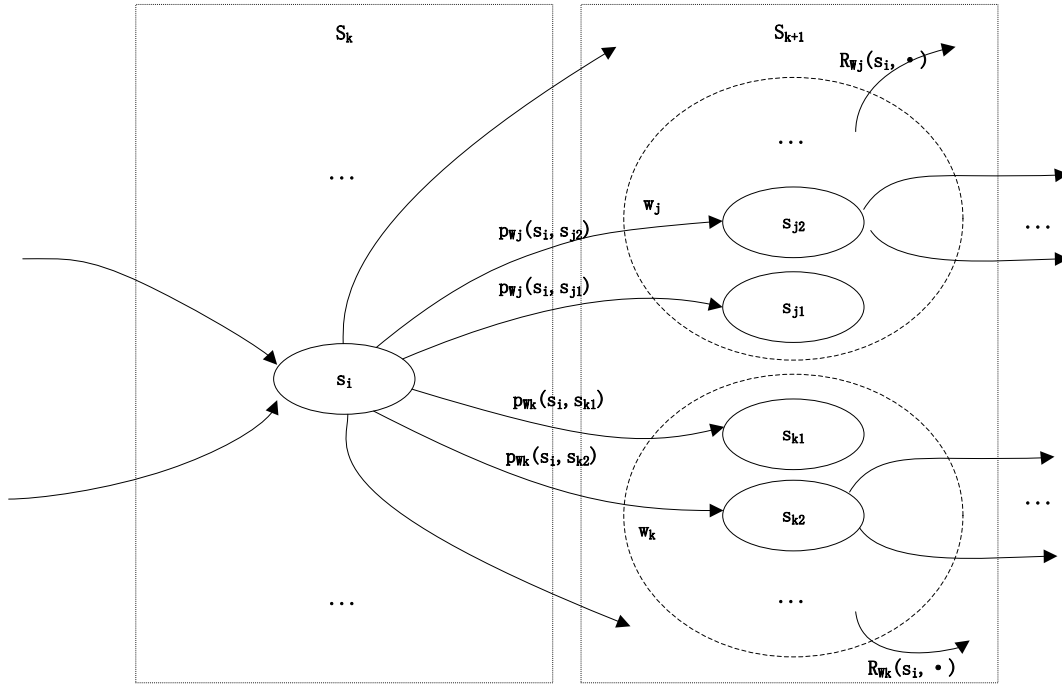 S_k
S_{k+1}
R_{Wj}(s_i, •)
...
...
w_j
s_{j2}
p_{Wj}(s_i, s_{j2})
...
p_{Wj}(s_i, s_{j1})
s_{j1}
s_i
p_{Wk}(s_i, s_{k1})
s_{k1}
p_{Wk}(s_i, s_{k2})
...
s_{k2}
w_k
...
...
R_{Wk}(s_i, •)